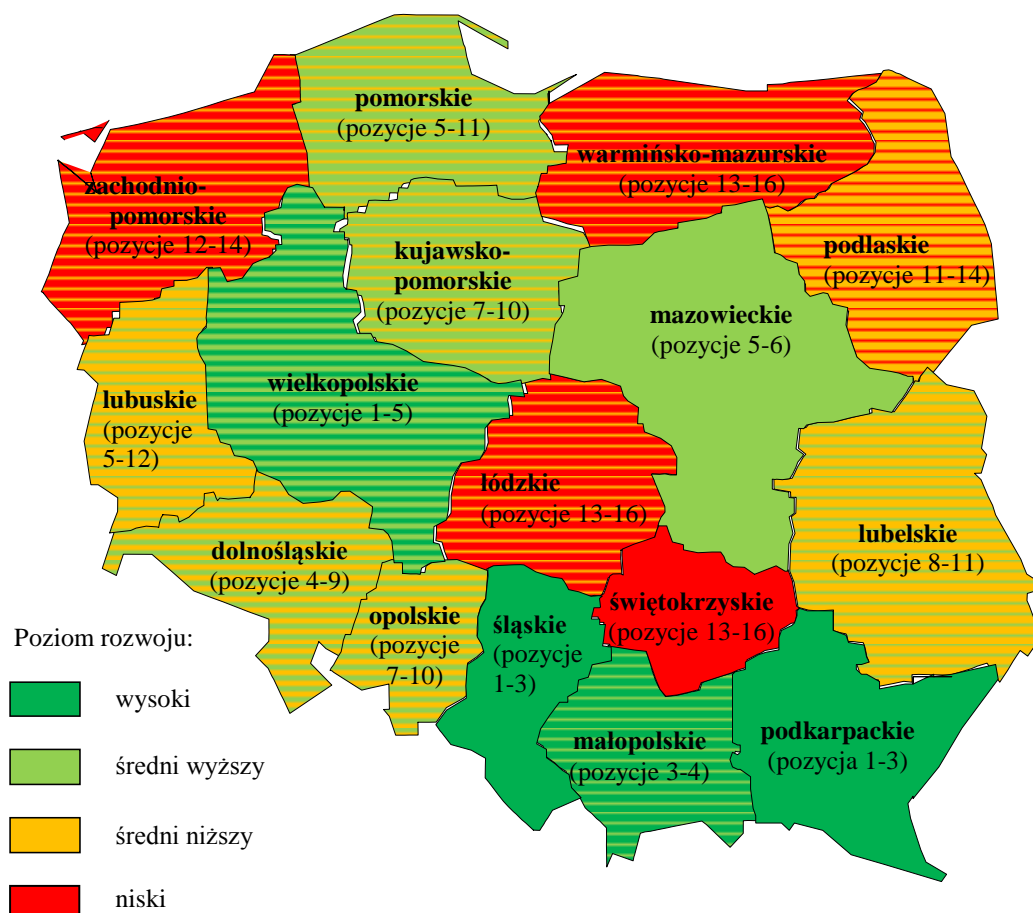 pomorskie
(pozycje 5-11)
warmińsko-mazurskie
(pozycje 13-16)
zachodnio-
pomorskie
(pozycje 12-14)
kujawsko-
pomorskie
(pozycje 7-10)
podlaskie
(pozycje 11-14)
mazowieckie
(pozycje 5-6)
wielkopolskie
(pozycje 1-5)
lubuskie
(pozycje
5-12)
łódzkie
(pozycje 13-16)
lubelskie
(pozycje 8-11)
dolnośląskie
(pozycje 4-9)
opolskie
(pozycje
7-10)
śląskie
(pozycje
1-3)
świętokrzyskie
(pozycje 13-16)
małopolskie
(pozycje 3-4)
podkarpackie
(pozycja 1-3)
Poziom rozwoju:
wysoki
średni wyższy
średni niższy
niski